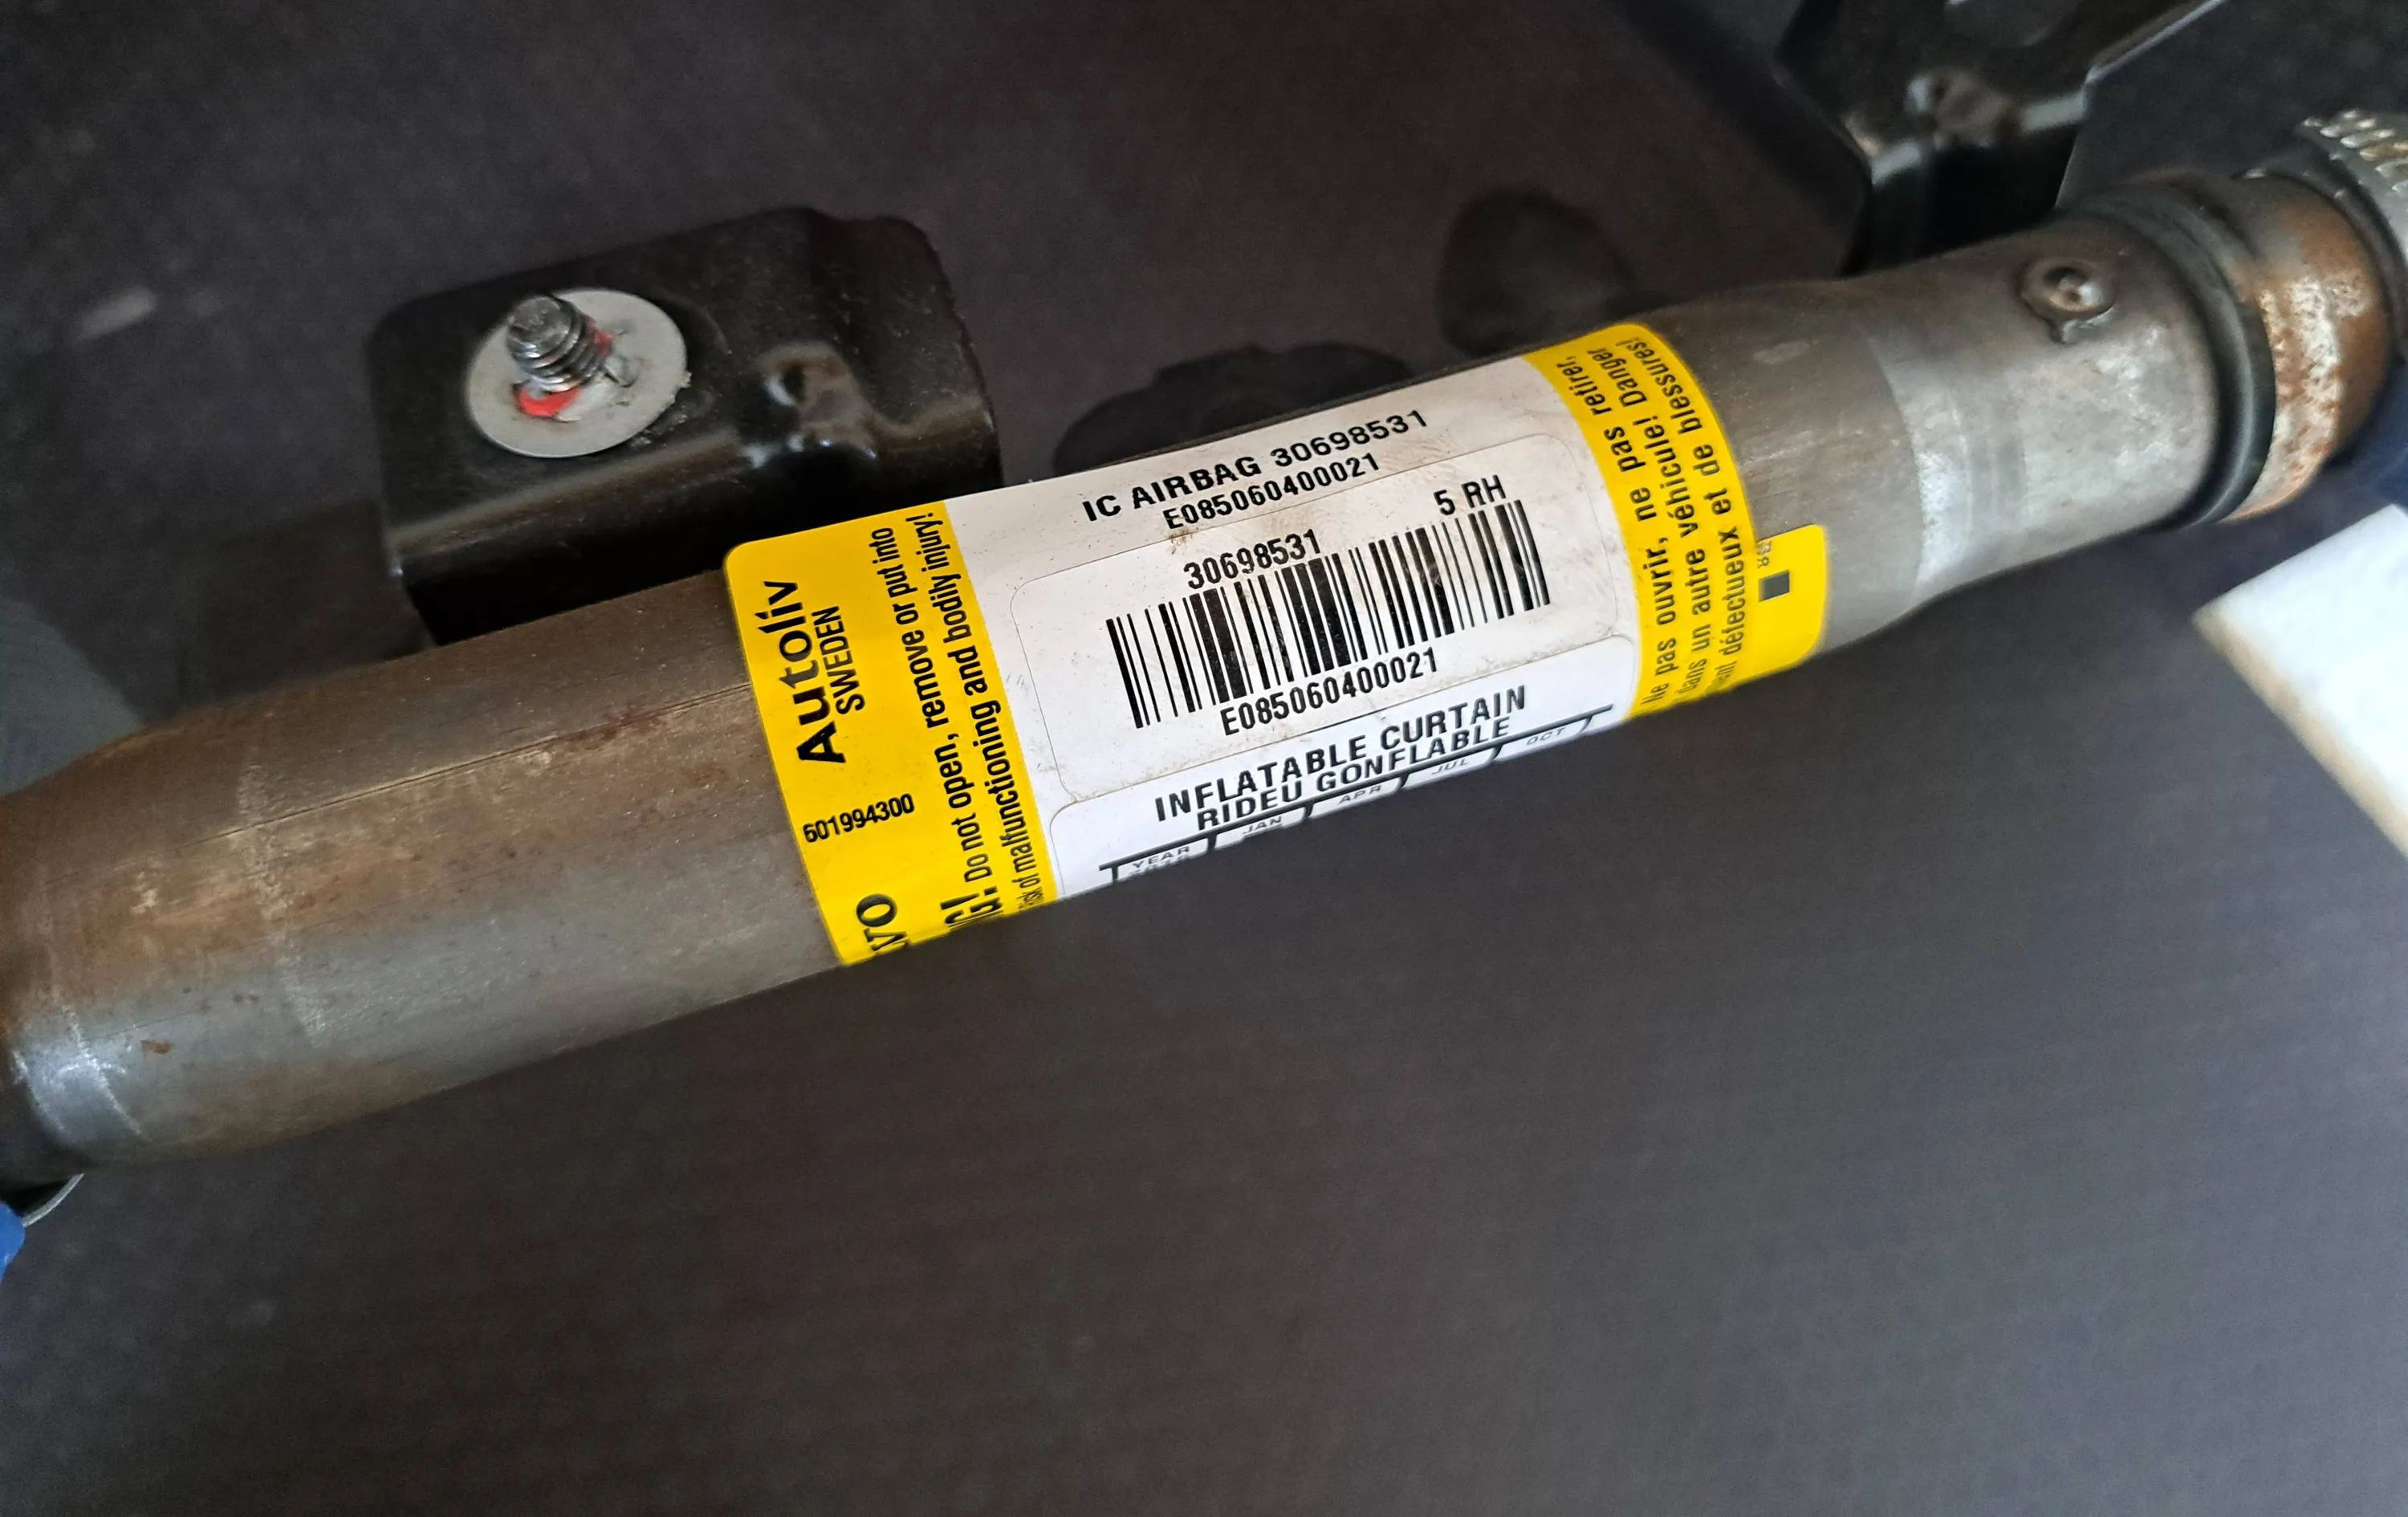 IC AIRBAG 30698531
E085060400021
30698531
5 RH
E085060400021
INFLATABLE CURTAIN
RIDEU GONFLABLE
YEAR JAN APR JUL OCT
Autoliv
SWEDEN
601994300
Do not open, remove or put into
of malfunctioning and bodily injury!
Ne pas ouvrir, ne pas retirer,
dans un autre véhicule! Danger
défectueux et de blessures!